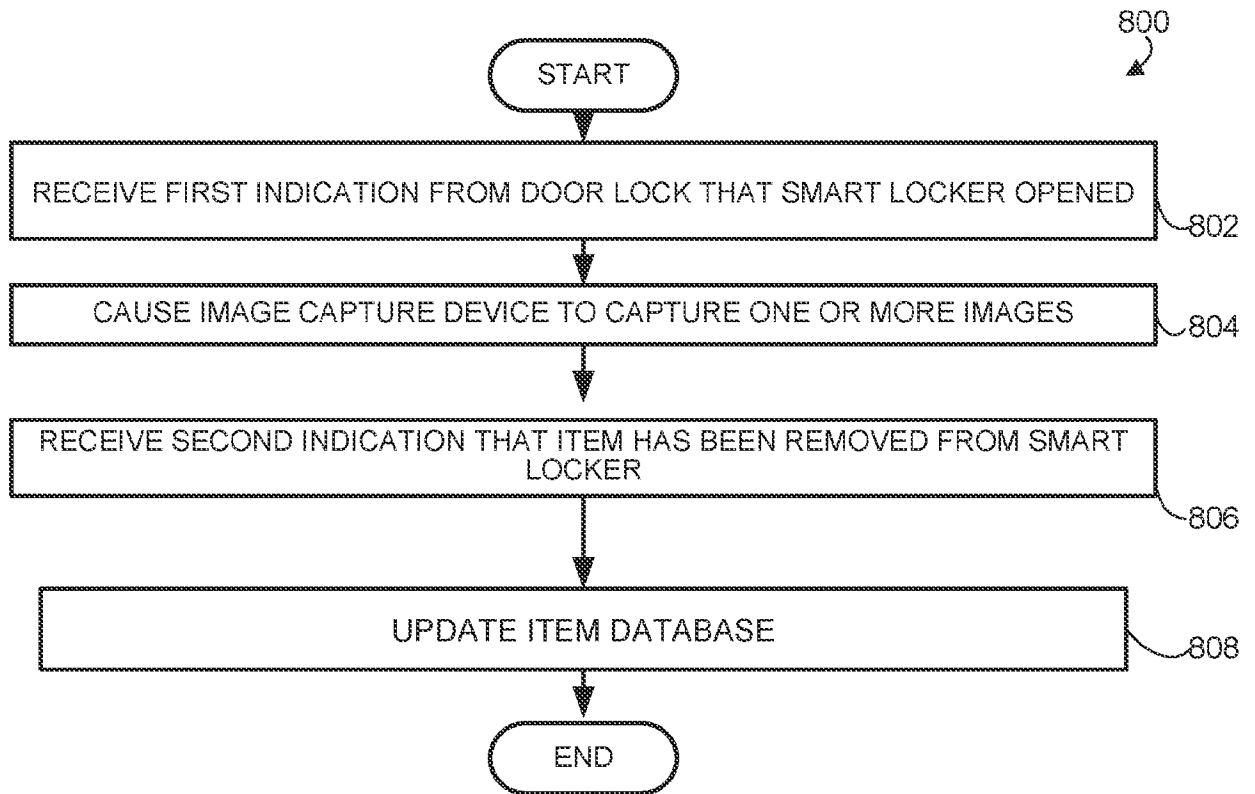 800
START
RECEIVE FIRST INDICATION FROM DOOR LOCK THAT SMART LOCKER OPENED
802
CAUSE IMAGE CAPTURE DEVICE TO CAPTURE ONE OR MORE IMAGES
804
RECEIVE SECOND INDICATION THAT ITEM HAS BEEN REMOVED FROM SMART
LOCKER
806
UPDATE ITEM DATABASE
808
END